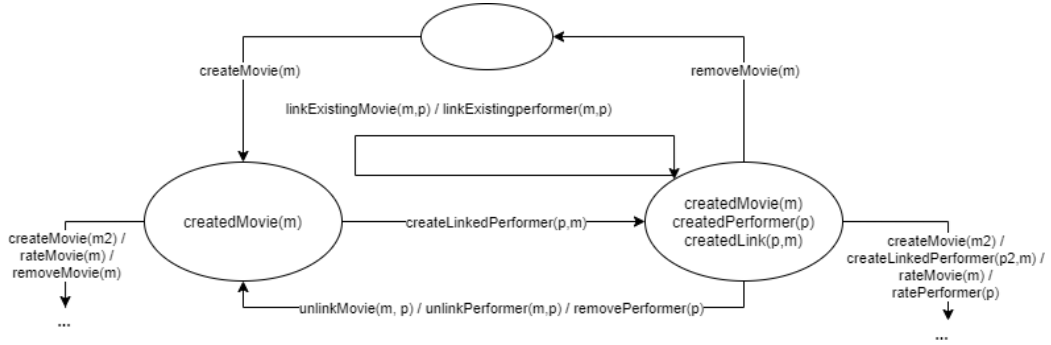 createMovie(m)
removeMovie(m)
linkExistingMovie(m,p) / linkExistingperformer(m,p)
createdMovie(m)
createLinkedPerformer(p,m)
createdMovie(m)
createdPerformer(p)
createdLink(p,m)
createMovie(m2) /
rateMovie(m) /
removeMovie(m)
...
createMovie(m2) /
createLinkedPerformer(p2,m) /
rateMovie(m) /
ratePerformer(p)
...
unlinkMovie(m, p) / unlinkPerformer(m,p) / removePerformer(p)